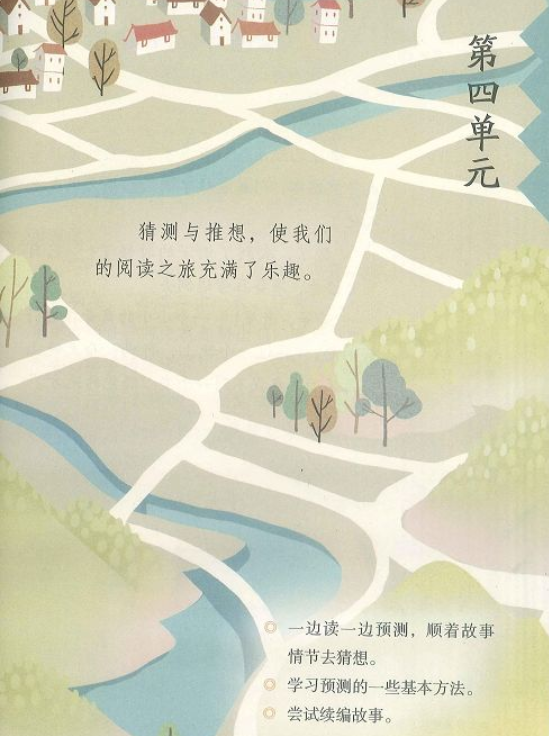 第四单元
猜测与推想，使我们
的阅读之旅充满了乐趣。
一边读一边预测，顺着故事
情节去猜想。
学习预测的一些基本方法。
尝试续编故事。